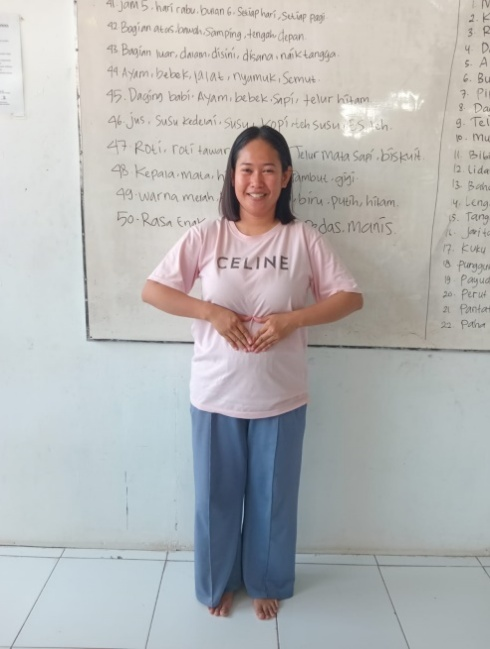 41 Jam 5, hari rabu, bulan 6. Setiap hari, Setiap pagi
42 Bagian atas, bawah, samping, tengah, depan
43 Bagian luar, dalam, disini, disana, naik tangga
44 Ayam, bebek, lalat, nyamuk, Semut.
45. Daging babi. Ayam, bebek, sapi, telur hitam
46. Jus, Susu kedelai, Susu, Kopi, teh susu, Es teh.
47 Roti, roti tawar Telur mata sapi, biskuit
48 Kepala, mata, rambut, gigi
49. warna merah, biru, putih, hitam.
50. Rasa Enak Pedas, Manis
CELINE
2. K
3. R
4. D
5. A
6. Bu
7. Pi
8. Da
9. Tel
10. Mu
11 Bib
12 Lida
13. Bahu
14. Leng
15. Tang
16. Jari ta
17. Kuku
18 Punggun
19. Payud
20. Perut
21 Pantat
22 Paha